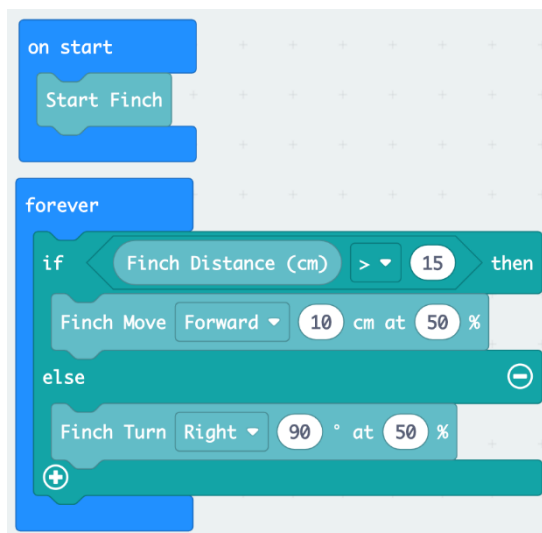 on start
Start Finch
forever
if Finch Distance (cm) > 15 then
Finch Move Forward 10 cm at 50 %
else
Finch Turn Right 90 ° at 50 %